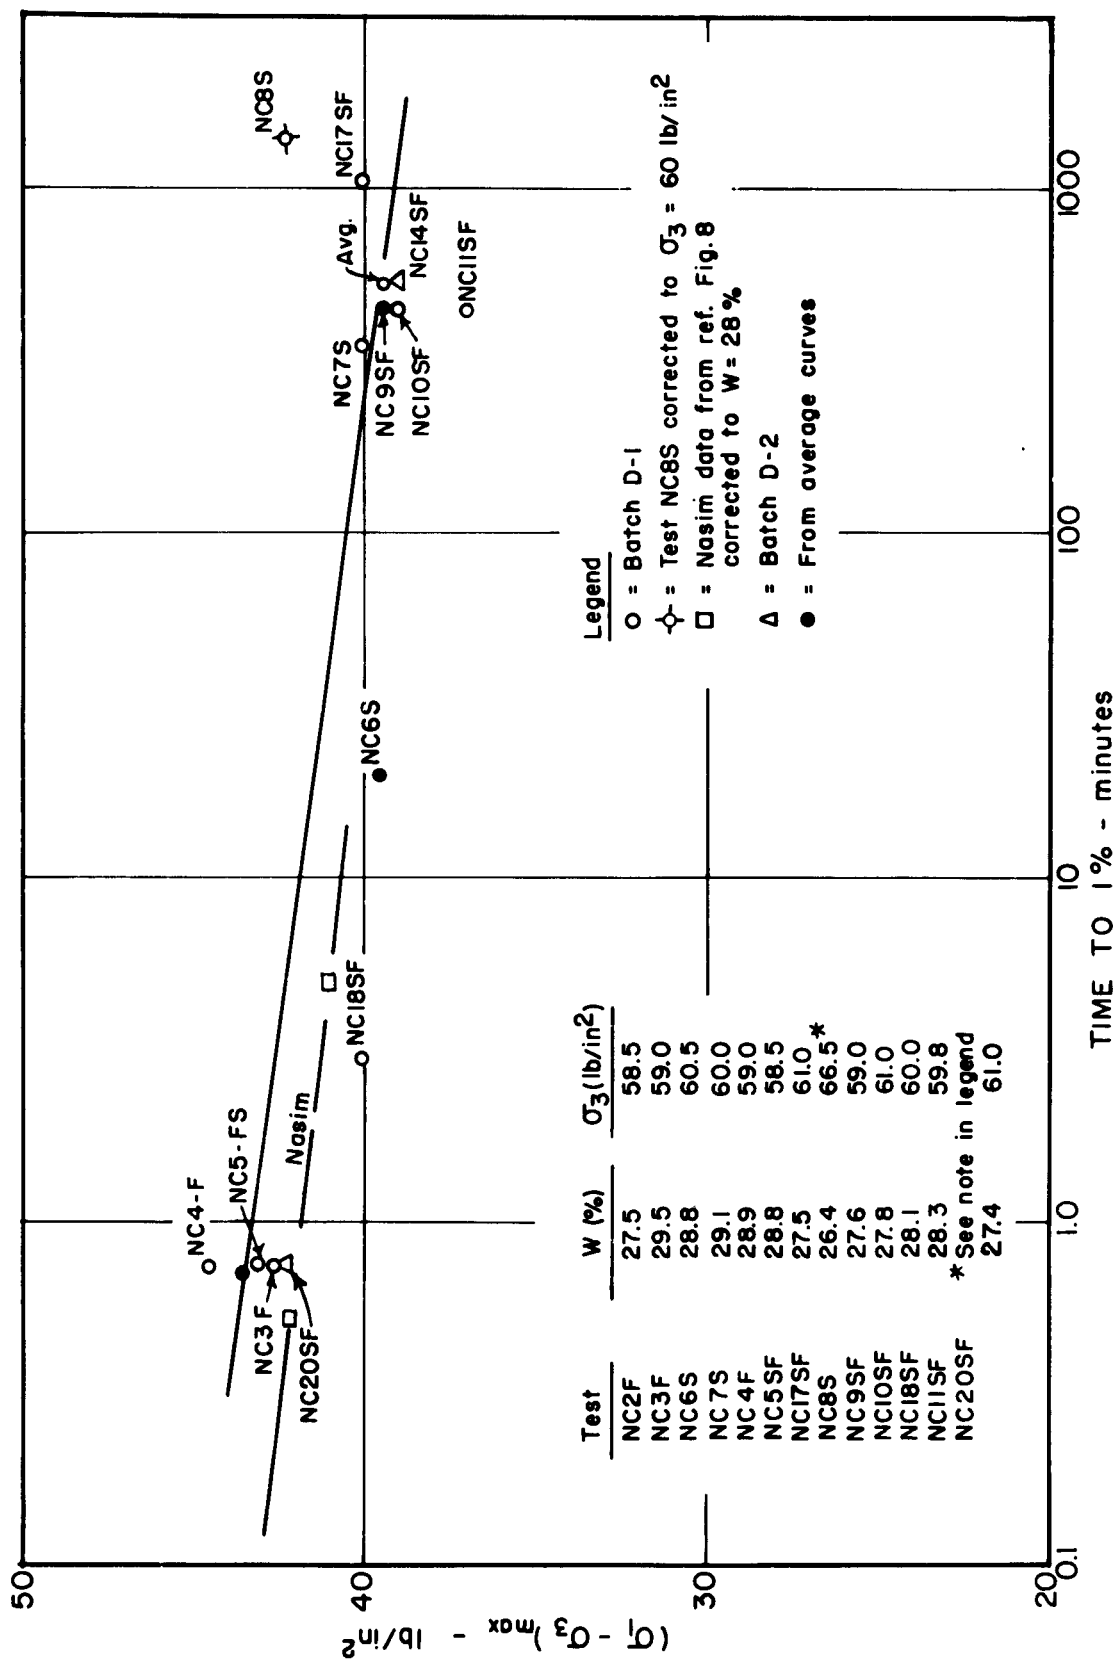 50
40
30
20
(σ₁ - σ₃)max - lb/in²
0.1
1.0
10
100
1000
TIME TO 1% - minutes
NC4-F
NC5-FS
NC3F
NC20SF
Nasim
NC18SF
NC6S
NC7S
NC9SF
NC10SF
Avg.
NC14SF
NC11SF
NC17SF
NC8S
Test W (%) σ₃(lb/in²)
NC2F 27.5 58.5
NC3F 29.5 59.0
NC6S 28.8 60.5
NC7S 29.1 60.0
NC4F 28.9 59.0
NC5SF 28.8 58.5
NC17SF 27.5 61.0
NC8S 26.4 66.5*
NC9SF 27.6 59.0
NC10SF 27.8 61.0
NC18SF 28.1 60.0
NC11SF 28.3 59.8
*See note in legend
NC20SF 27.4 61.0
Legend
= Batch D-1
= Test NC8S corrected to σ₃ = 60 lb/in²
= Nasim data from ref. Fig. 8
corrected to W = 28%
= Batch D-2
= From average curves